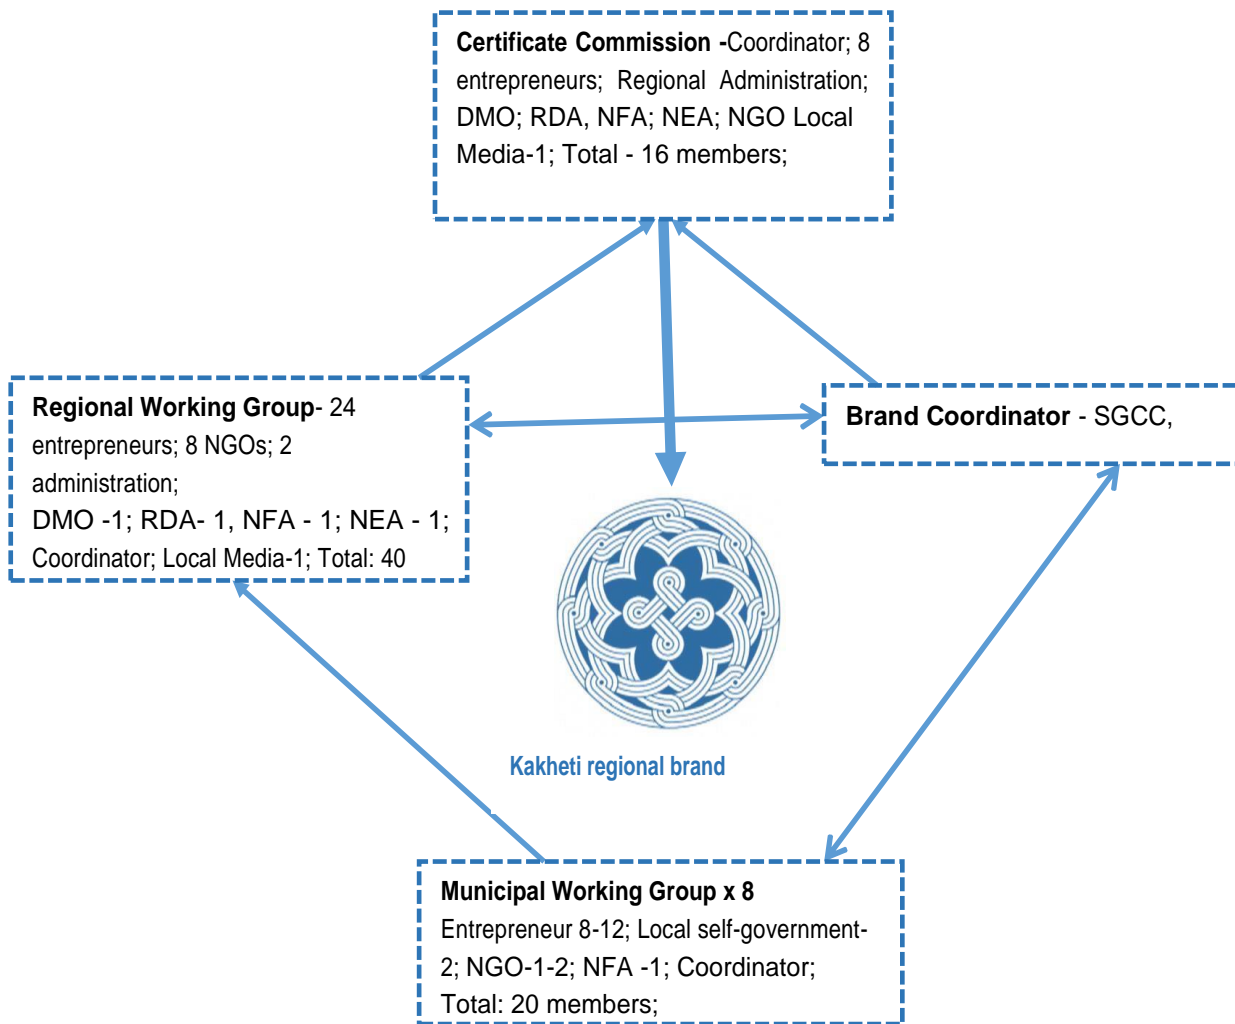 Certificate Commission -Coordinator; 8
entrepreneurs; Regional Administration;
DMO; RDA, NFA; NEA; NGO Local
Media-1; Total - 16 members;
Regional Working Group- 24
entrepreneurs; 8 NGOs; 2
administration;
DMO -1; RDA- 1, NFA - 1; NEA - 1;
Coordinator; Local Media-1; Total: 40
Brand Coordinator - SGCC,
Kakheti regional brand
Municipal Working Group x 8
Entrepreneur 8-12; Local self-government-
2; NGO-1-2; NFA -1; Coordinator;
Total: 20 members;